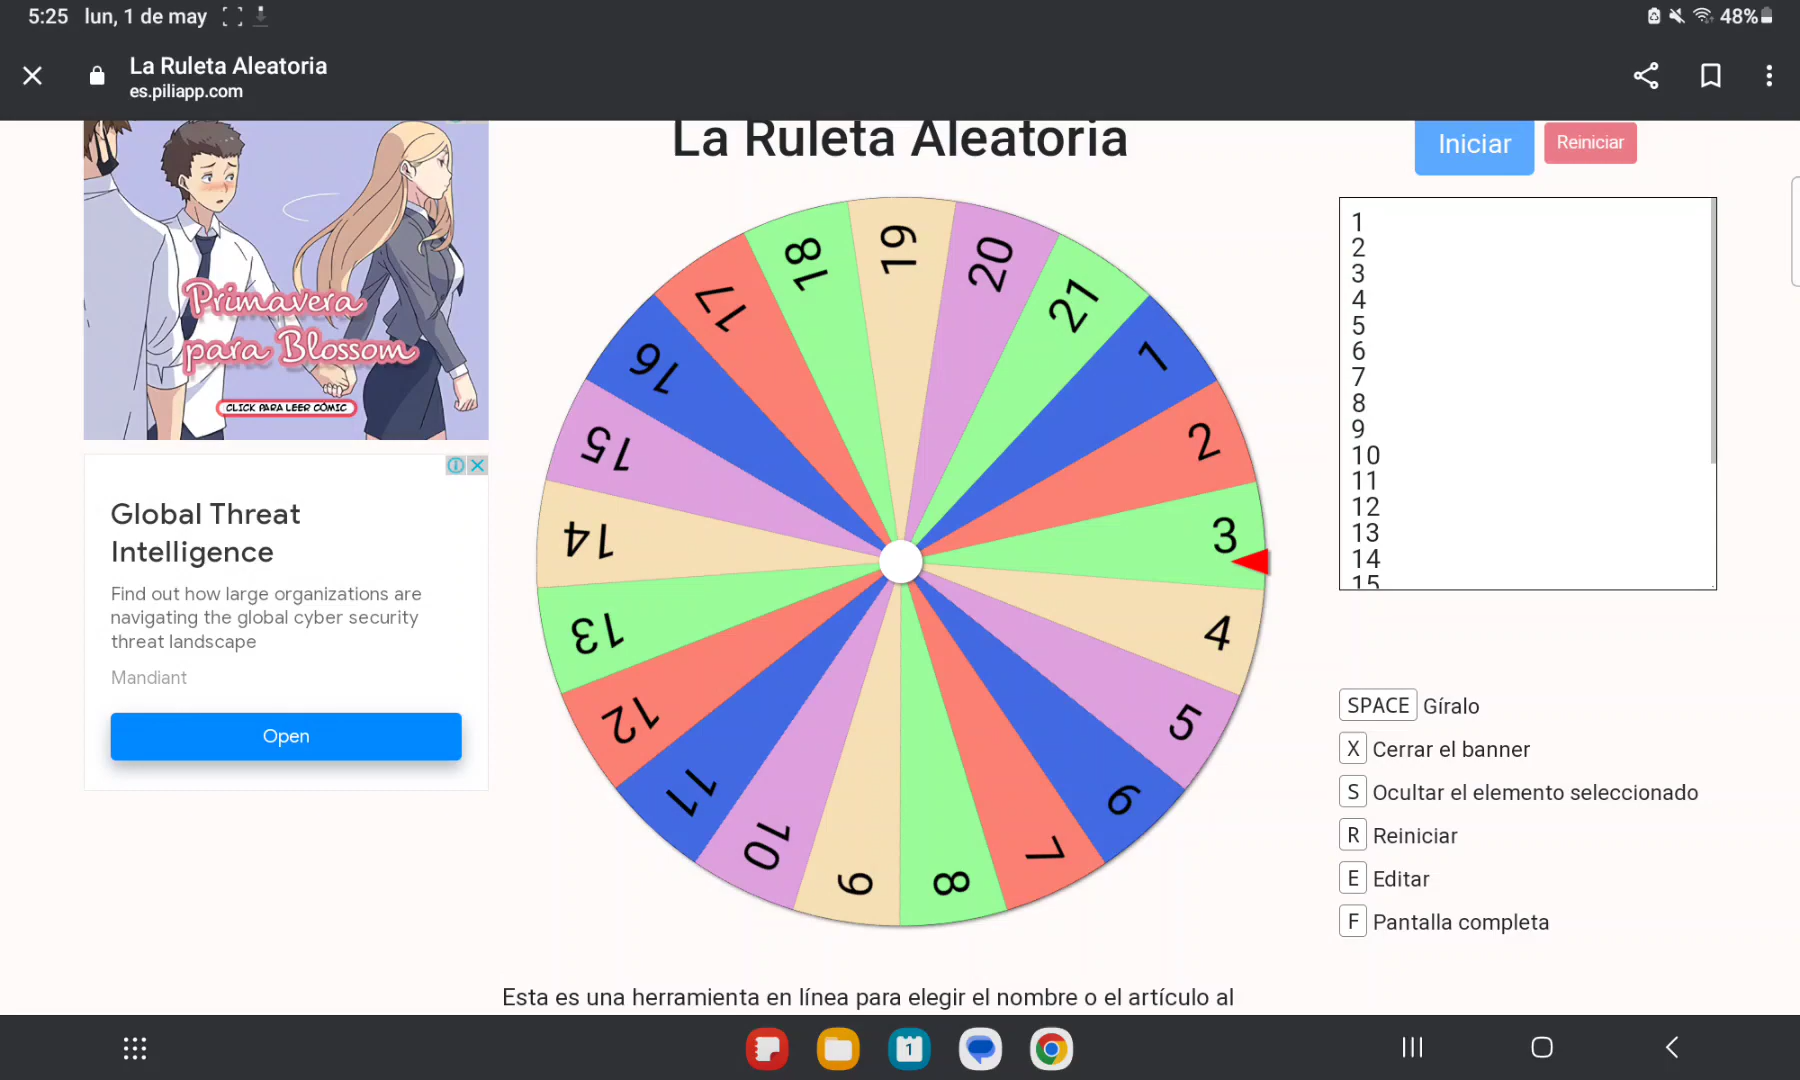 5:25 lun, 1 de may
48%
La Ruleta Aleatoria
es.piliapp.com
La Ruleta Aleatoria
Iniciar
Reiniciar
Primavera
para Blossom
CLICK PARA LEER CÓMIC
Global Threat
Intelligence
Find out how large organizations are
navigating the global cyber security
threat landscape
Mandiant
Open
1
2
3
4
5
6
7
8
9
10
11
12
13
14
15
16
17
18
19
20
21
1
2
3
4
5
6
7
8
9
10
11
12
13
14
15
SPACE Gíralo
X Cerrar el banner
S Ocultar el elemento seleccionado
R Reiniciar
E Editar
F Pantalla completa
Esta es una herramienta en línea para elegir el nombre o el artículo al
1